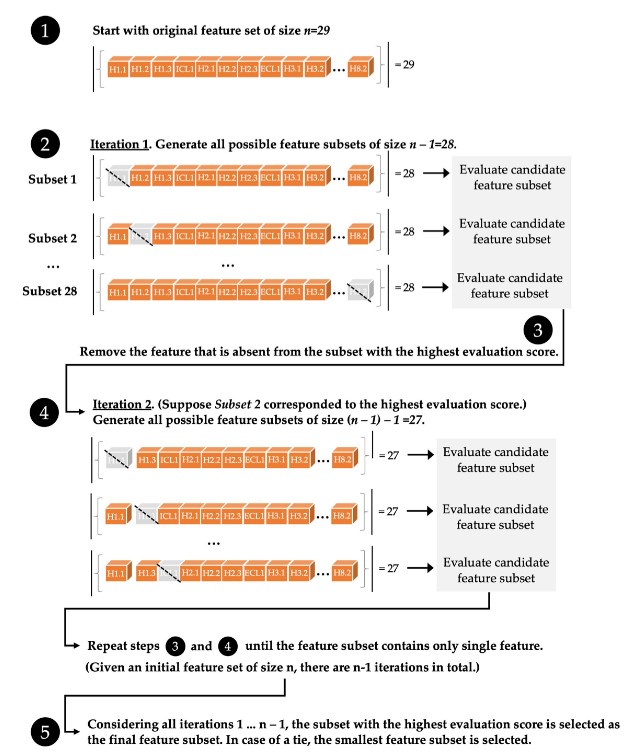 1 Start with original feature set of size n=29
H1.1 H1.2 H1.3 ICL1 H2.1 H2.2 H2.3 ECL1 H3.1 H3.2 ... H8.2 = 29
2 Iteration 1. Generate all possible feature subsets of size n – 1=28.
Subset 1 H1.2 H1.3 ICL1 H2.1 H2.2 H2.3 ECL1 H3.1 H3.2 ... H8.2 = 28 Evaluate candidate
feature subset
Subset 2 H1.1 H1.3 ICL1 H2.1 H2.2 H2.3 ECL1 H3.1 H3.2 ... H8.2 = 28 Evaluate candidate
feature subset
... ...
Subset 28 H1.1 H1.2 H1.3 ICL1 H2.1 H2.2 H2.3 ECL1 H3.1 H3.2 ... = 28 Evaluate candidate
feature subset
3
Remove the feature that is absent from the subset with the highest evaluation score.
4 Iteration 2. (Suppose Subset 2 corresponded to the highest evaluation score.)
Generate all possible feature subsets of size (n – 1) – 1 =27.
H1.3 ICL1 H2.1 H2.2 H2.3 ECL1 H3.1 H3.2 ... H8.2 = 27 Evaluate candidate
feature subset
H1.1 ICL1 H2.1 H2.2 H2.3 ECL1 H3.1 H3.2 ... H8.2 = 27 Evaluate candidate
feature subset
...
H1.1 H1.3 H2.1 H2.2 H2.3 ECL1 H3.1 H3.2 ... H8.2 = 27 Evaluate candidate
feature subset
Repeat steps 3 and 4 until the feature subset contains only single feature.
(Given an initial feature set of size n, there are n-1 iterations in total.)
5 Considering all iterations 1 ... n – 1, the subset with the highest evaluation score is selected as
the final feature subset. In case of a tie, the smallest feature subset is selected.